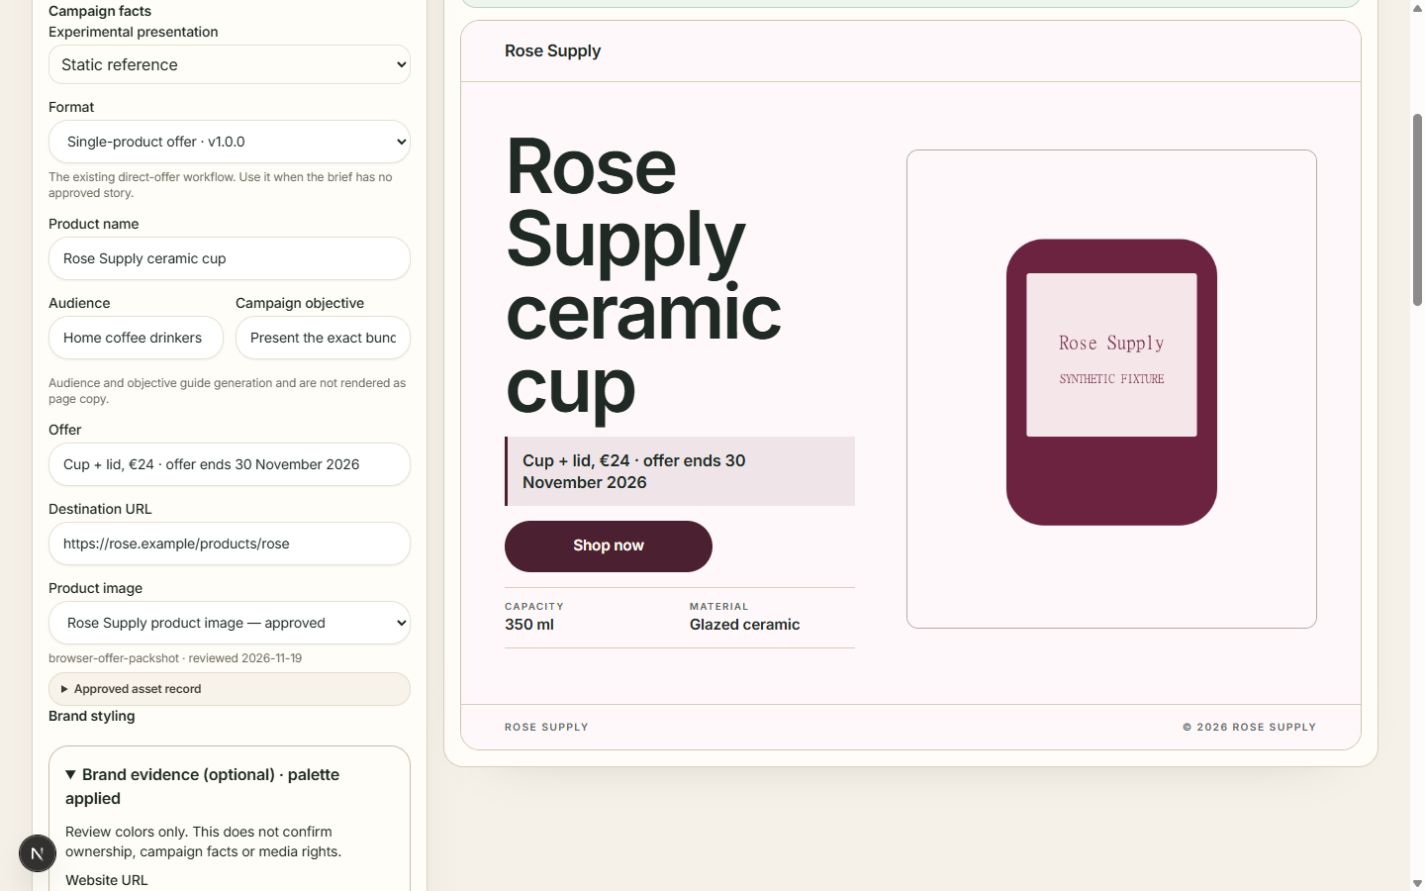 Campaign facts
Experimental presentation
Static reference
Format
Single-product offer · v1.0.0
The existing direct-offer workflow. Use it when the brief has no
approved story.
Product name
Rose Supply ceramic cup
Audience
Campaign objective
Home coffee drinkers
Present the exact bunc
Audience and objective guide generation and are not rendered as
page copy.
Offer
Cup + lid, €24 · offer ends 30 November 2026
Destination URL
https://rose.example/products/rose
Product image
Rose Supply product image — approved
browser-offer-packshot · reviewed 2026-11-19
Approved asset record
Brand styling
Brand evidence (optional) · palette
applied
Review colors only. This does not confirm
ownership, campaign facts or media rights.
Website URL
N
Rose Supply
Rose
Supply
ceramic
cup
Cup + lid, €24 · offer ends 30
November 2026
Shop now
CAPACITY
350 ml
MATERIAL
Glazed ceramic
Rose Supply
SYNTHETIC FIXTURE
ROSE SUPPLY
© 2026 ROSE SUPPLY